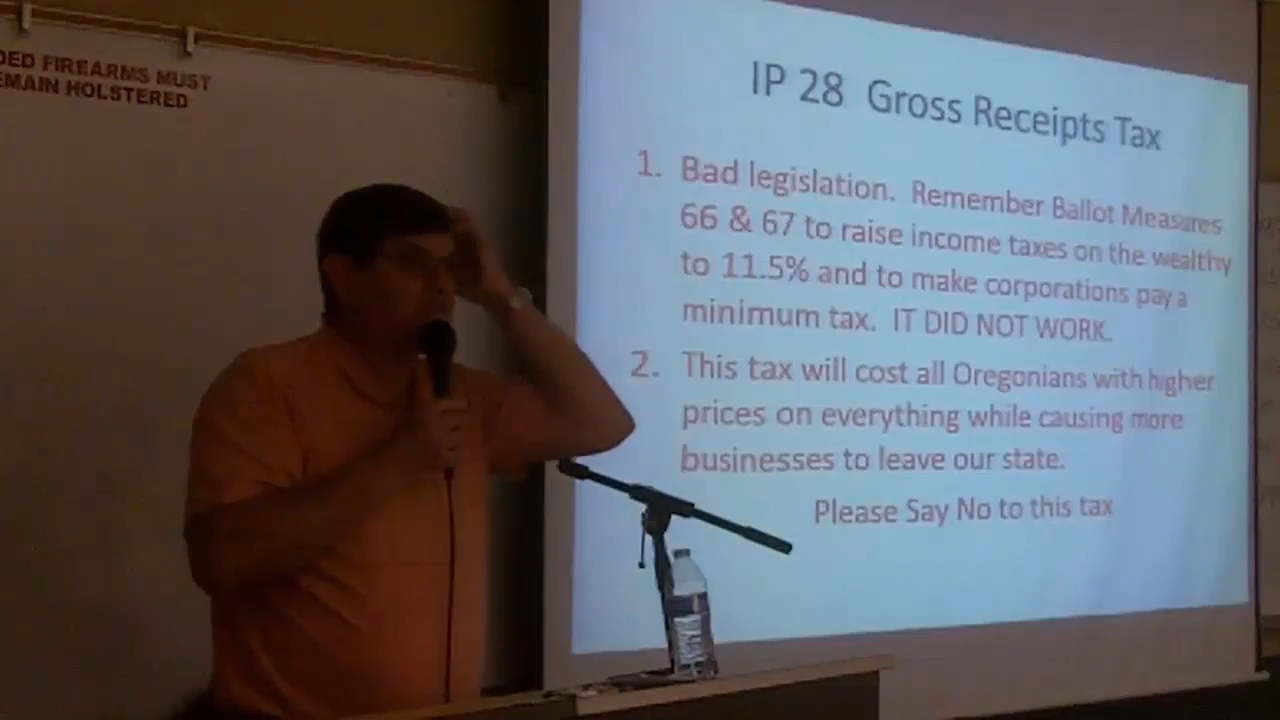 DED FIREARMS MUST
EMAIN HOLSTERED
IP 28 Gross Receipts Tax
1. Bad legislation. Remember Ballot Measures
66 & 67 to raise income taxes on the wealthy
to 11.5% and to make corporations pay a
minimum tax. IT DID NOT WORK.
2. This tax will cost all Oregonians with higher
prices on everything while causing more
businesses to leave our state.
Please Say No to this tax